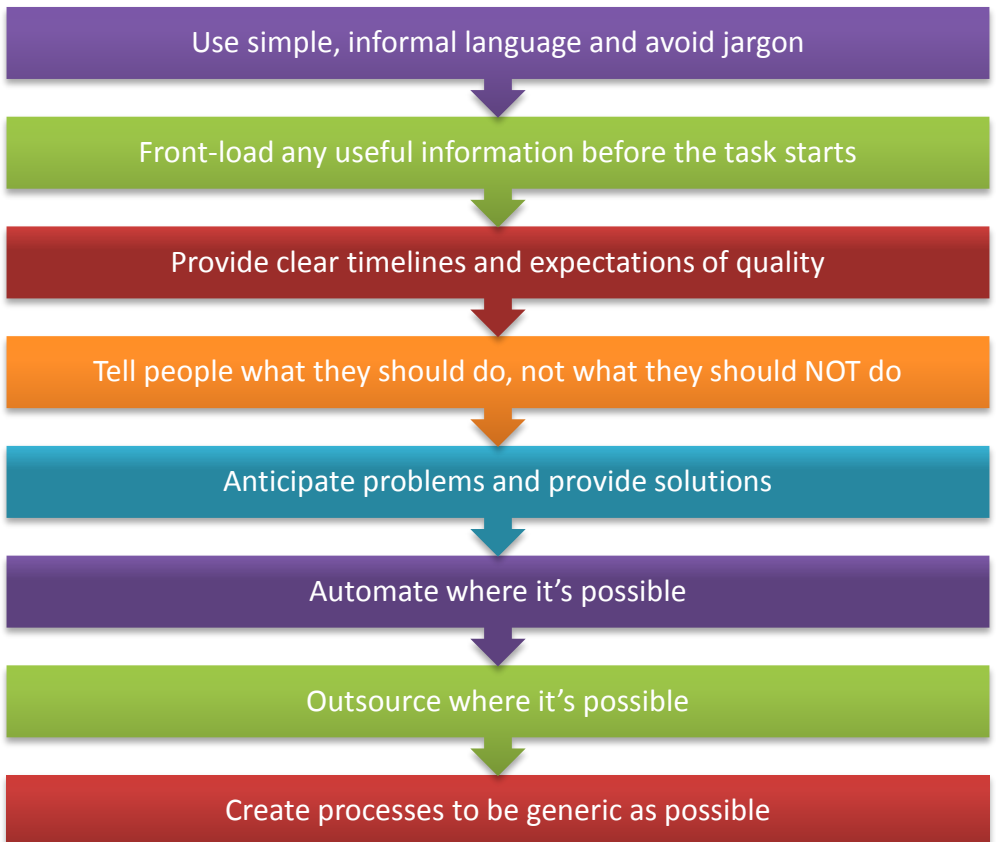 Use simple, informal language and avoid jargon
Front-load any useful information before the task starts
Provide clear timelines and expectations of quality
Tell people what they should do, not what they should NOT do
Anticipate problems and provide solutions
Automate where it's possible
Outsource where it's possible
Create processes to be generic as possible